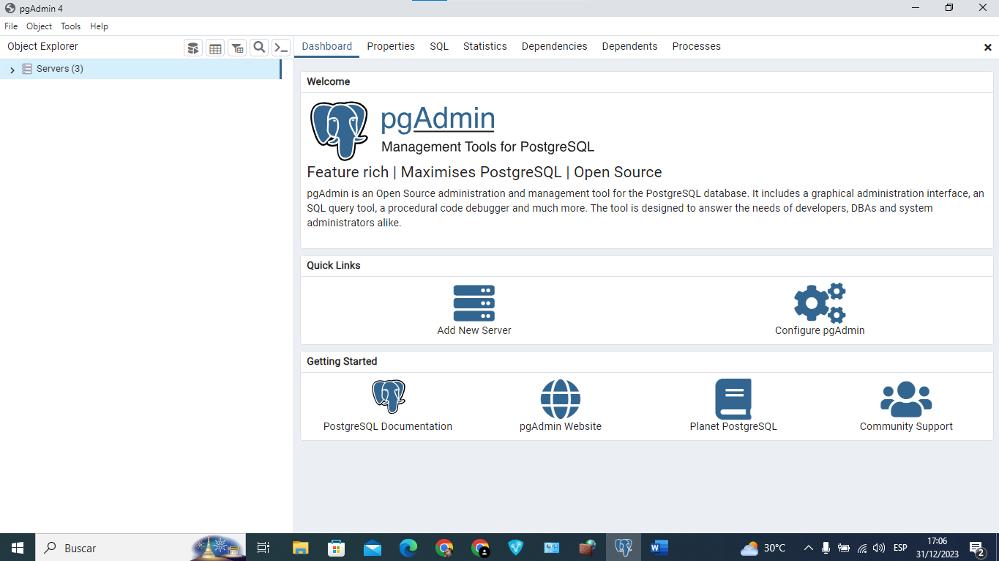 pgAdmin 4
File Object Tools Help
Object Explorer
Servers (3)
Dashboard Properties SQL Statistics Dependencies Dependents Processes
Welcome
pgAdmin
Management Tools for PostgreSQL
Feature rich | Maximises PostgreSQL | Open Source
pgAdmin is an Open Source administration and management tool for the PostgreSQL database. It includes a graphical administration interface, an
SQL query tool, a procedural code debugger and much more. The tool is designed to answer the needs of developers, DBAs and system
administrators alike.
Quick Links
Add New Server
Configure pgAdmin
Getting Started
PostgreSQL Documentation
pgAdmin Website
Planet PostgreSQL
Community Support
Buscar
30°C
ESP
17:06
31/12/2023
2